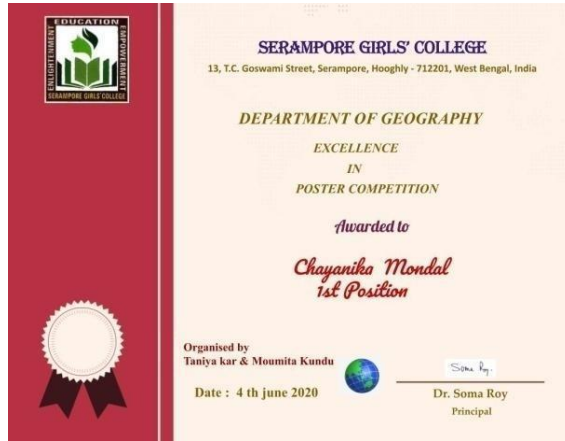 EDUCATION
ENLIGHTENMENT
EMPOWERMENT
SERAMPORE GIRLS' COLLEGE
SERAMPORE GIRLS' COLLEGE
13, T.C. Goswami Street, Serampore, Hooghly - 712201, West Bengal, India
DEPARTMENT OF GEOGRAPHY
EXCELLENCE
IN
POSTER COMPETITION
Awarded to
Chayanika Mondal
1st Position
Organised by
Taniya kar & Moumita Kundu
Date : 4 th june 2020
Soma Roy.
Dr. Soma Roy
Principal